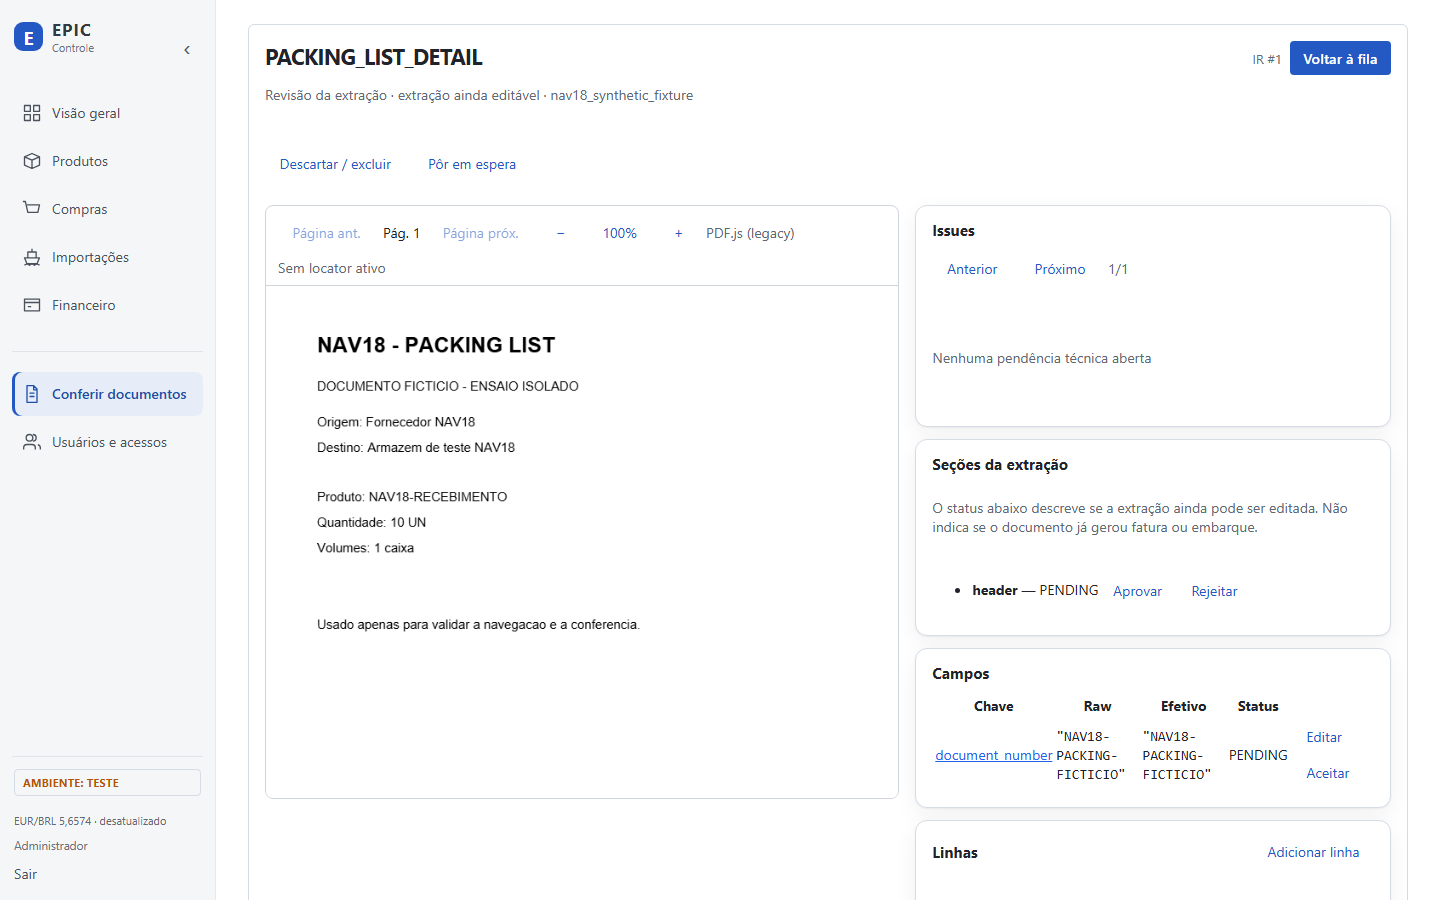 E
EPIC
Controle
‹
Visão geral
Produtos
Compras
Importações
Financeiro
Conferir documentos
Usuários e acessos
AMBIENTE: TESTE
EUR/BRL 5,6574 · desatualizado
Administrador
Sair
PACKING_LIST_DETAIL
IR #1
Voltar à fila
Revisão da extração · extração ainda editável · nav18_synthetic_fixture
Descartar / excluir
Pôr em espera
Página ant.
Pág. 1
Página próx.
−
100%
+
PDF.js (legacy)
Sem locator ativo
NAV18 - PACKING LIST
DOCUMENTO FICTICIO - ENSAIO ISOLADO
Origem: Fornecedor NAV18
Destino: Armazem de teste NAV18
Produto: NAV18-RECEBIMENTO
Quantidade: 10 UN
Volumes: 1 caixa
Usado apenas para validar a navegacao e a conferencia.
Issues
Anterior
Próximo
1/1
Nenhuma pendência técnica aberta
Seções da extração
O status abaixo descreve se a extração ainda pode ser editada. Não
indica se o documento já gerou fatura ou embarque.
• header — PENDING
Aprovar
Rejeitar
Campos
Chave
Raw
Efetivo
Status
document_number
"NAV18-
PACKING-
FICTICIO"
"NAV18-
PACKING-
FICTICIO"
PENDING
Editar
Aceitar
Linhas
Adicionar linha